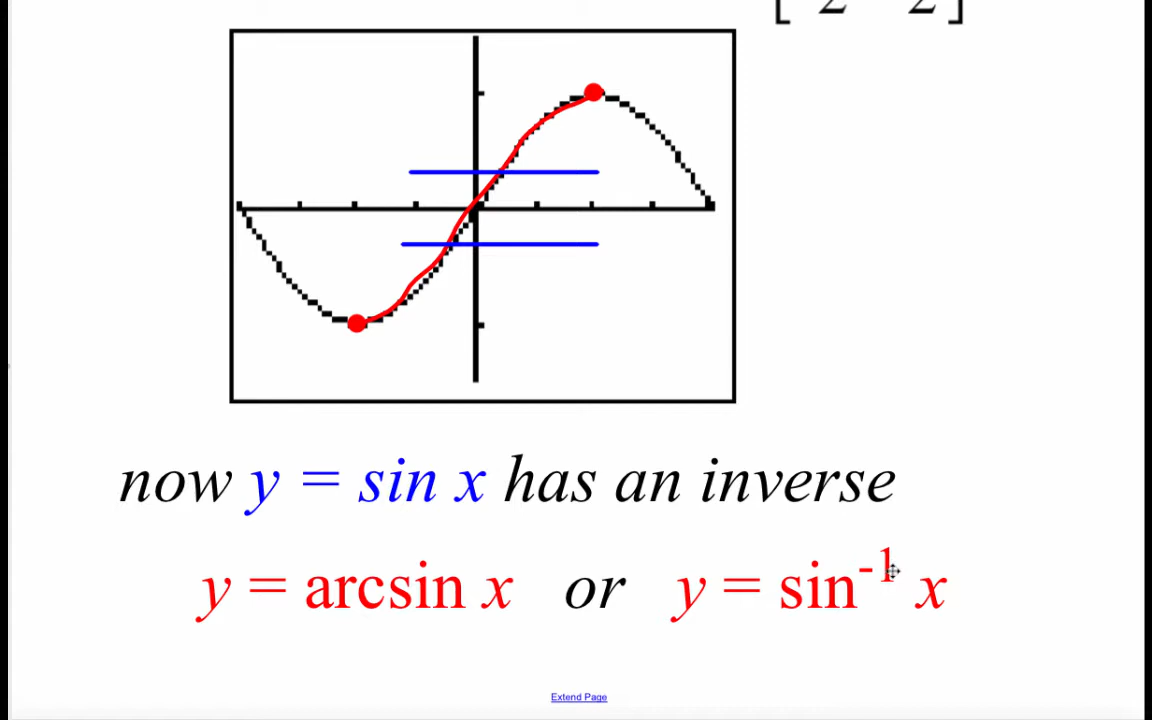 now y = sin x has an inverse
y = arcsin x or y = sin⁻¹ x
Extend Page